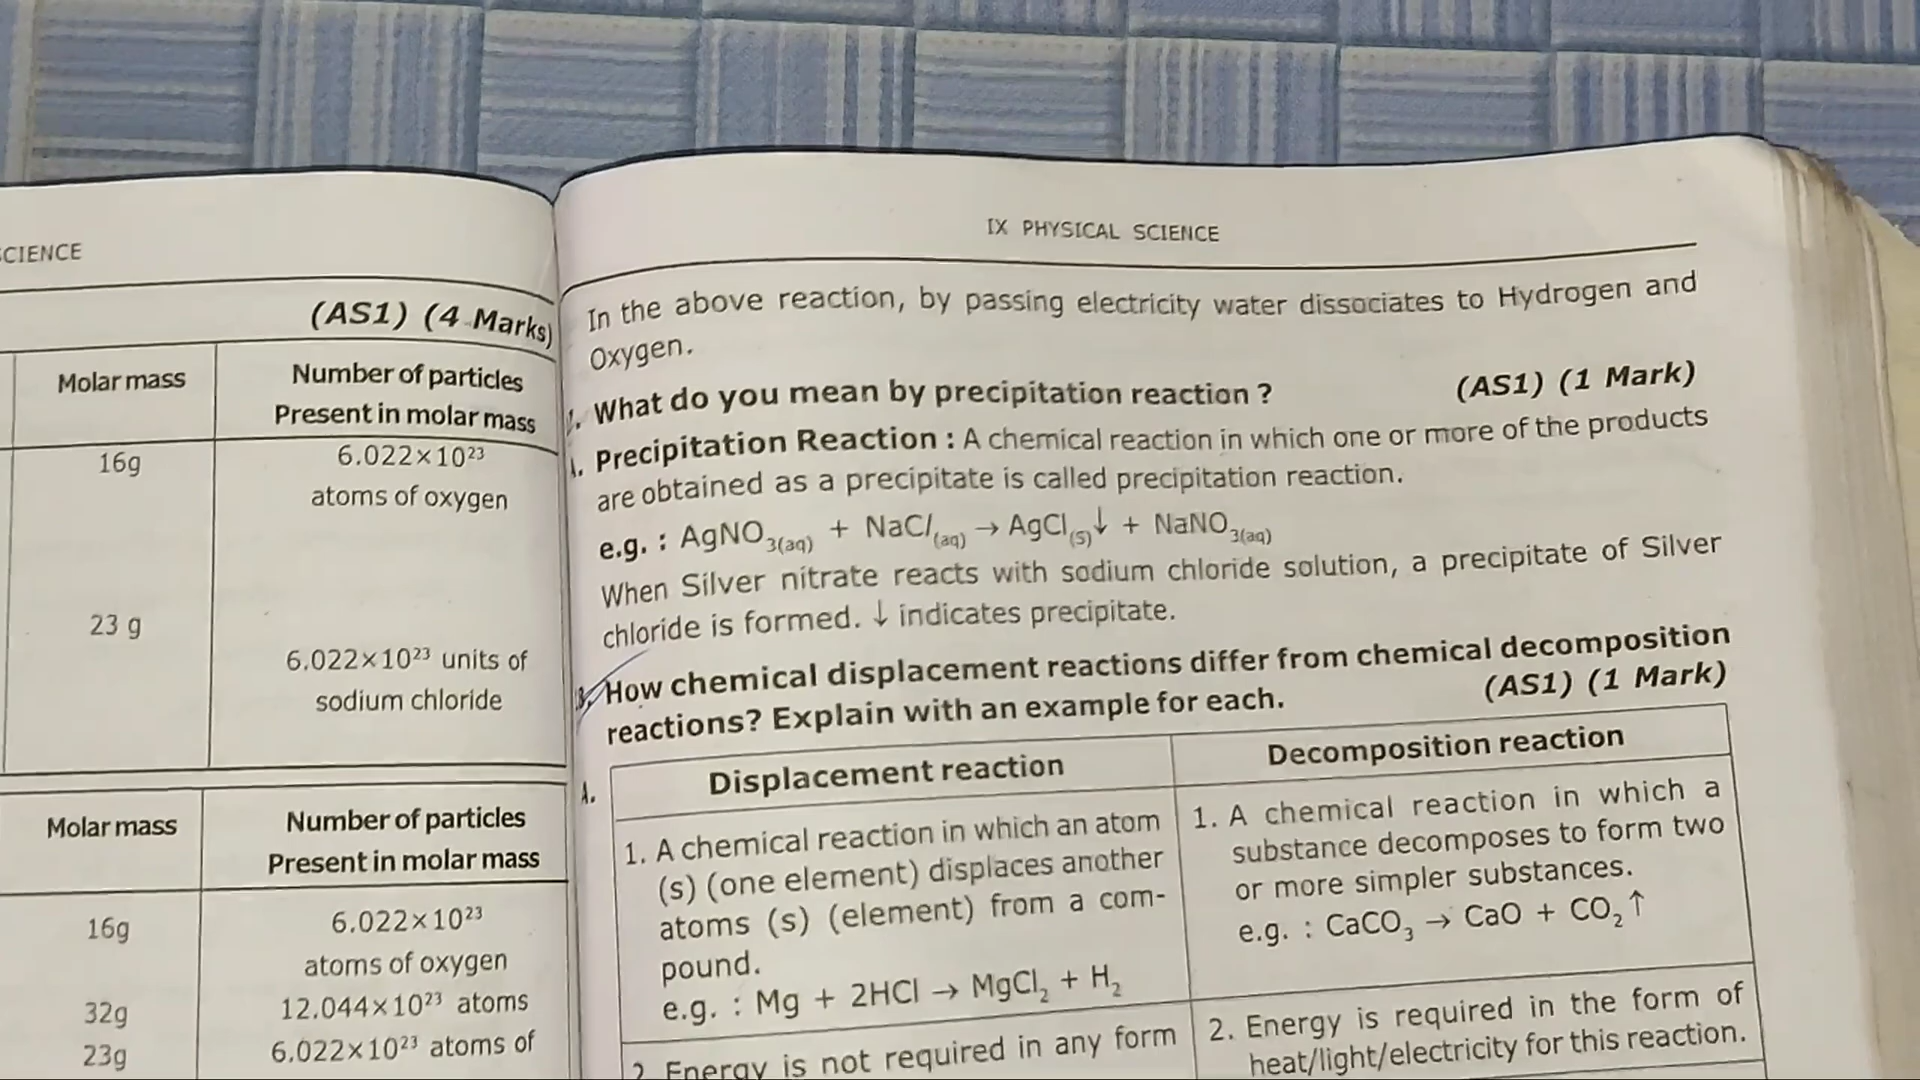 SCIENCE
(AS1) (4 Marks)
Molar mass
Number of particles
Present in molar mass
16g
6.022×10²³
atoms of oxygen
23 g
6.022×10²³ units of
sodium chloride
Molar mass
Number of particles
Present in molar mass
16g
6.022×10²³
atoms of oxygen
32g
12.044×10²³ atoms
23g
6.022×10²³ atoms of
IX PHYSICAL SCIENCE
In the above reaction, by passing electricity water dissociates to Hydrogen and
Oxygen.
What do you mean by precipitation reaction ?
(AS1) (1 Mark)
A. Precipitation Reaction : A chemical reaction in which one or more of the products
are obtained as a precipitate is called precipitation reaction.
e.g. : AgNO₃(aq) + NaCl(aq) → AgCl(s)↓ + NaNO₃(aq)
When Silver nitrate reacts with sodium chloride solution, a precipitate of Silver
chloride is formed. ↓ indicates precipitate.
3. How chemical displacement reactions differ from chemical decomposition
reactions? Explain with an example for each.
(AS1) (1 Mark)
A.
Displacement reaction
Decomposition reaction
1. A chemical reaction in which an atom
(s) (one element) displaces another
atoms (s) (element) from a com-
pound.
e.g. : Mg + 2HCl → MgCl₂ + H₂
1. A chemical reaction in which a
substance decomposes to form two
or more simpler substances.
e.g. : CaCO₃ → CaO + CO₂↑
2. Energy is not required in any form
2. Energy is required in the form of
heat/light/electricity for this reaction.